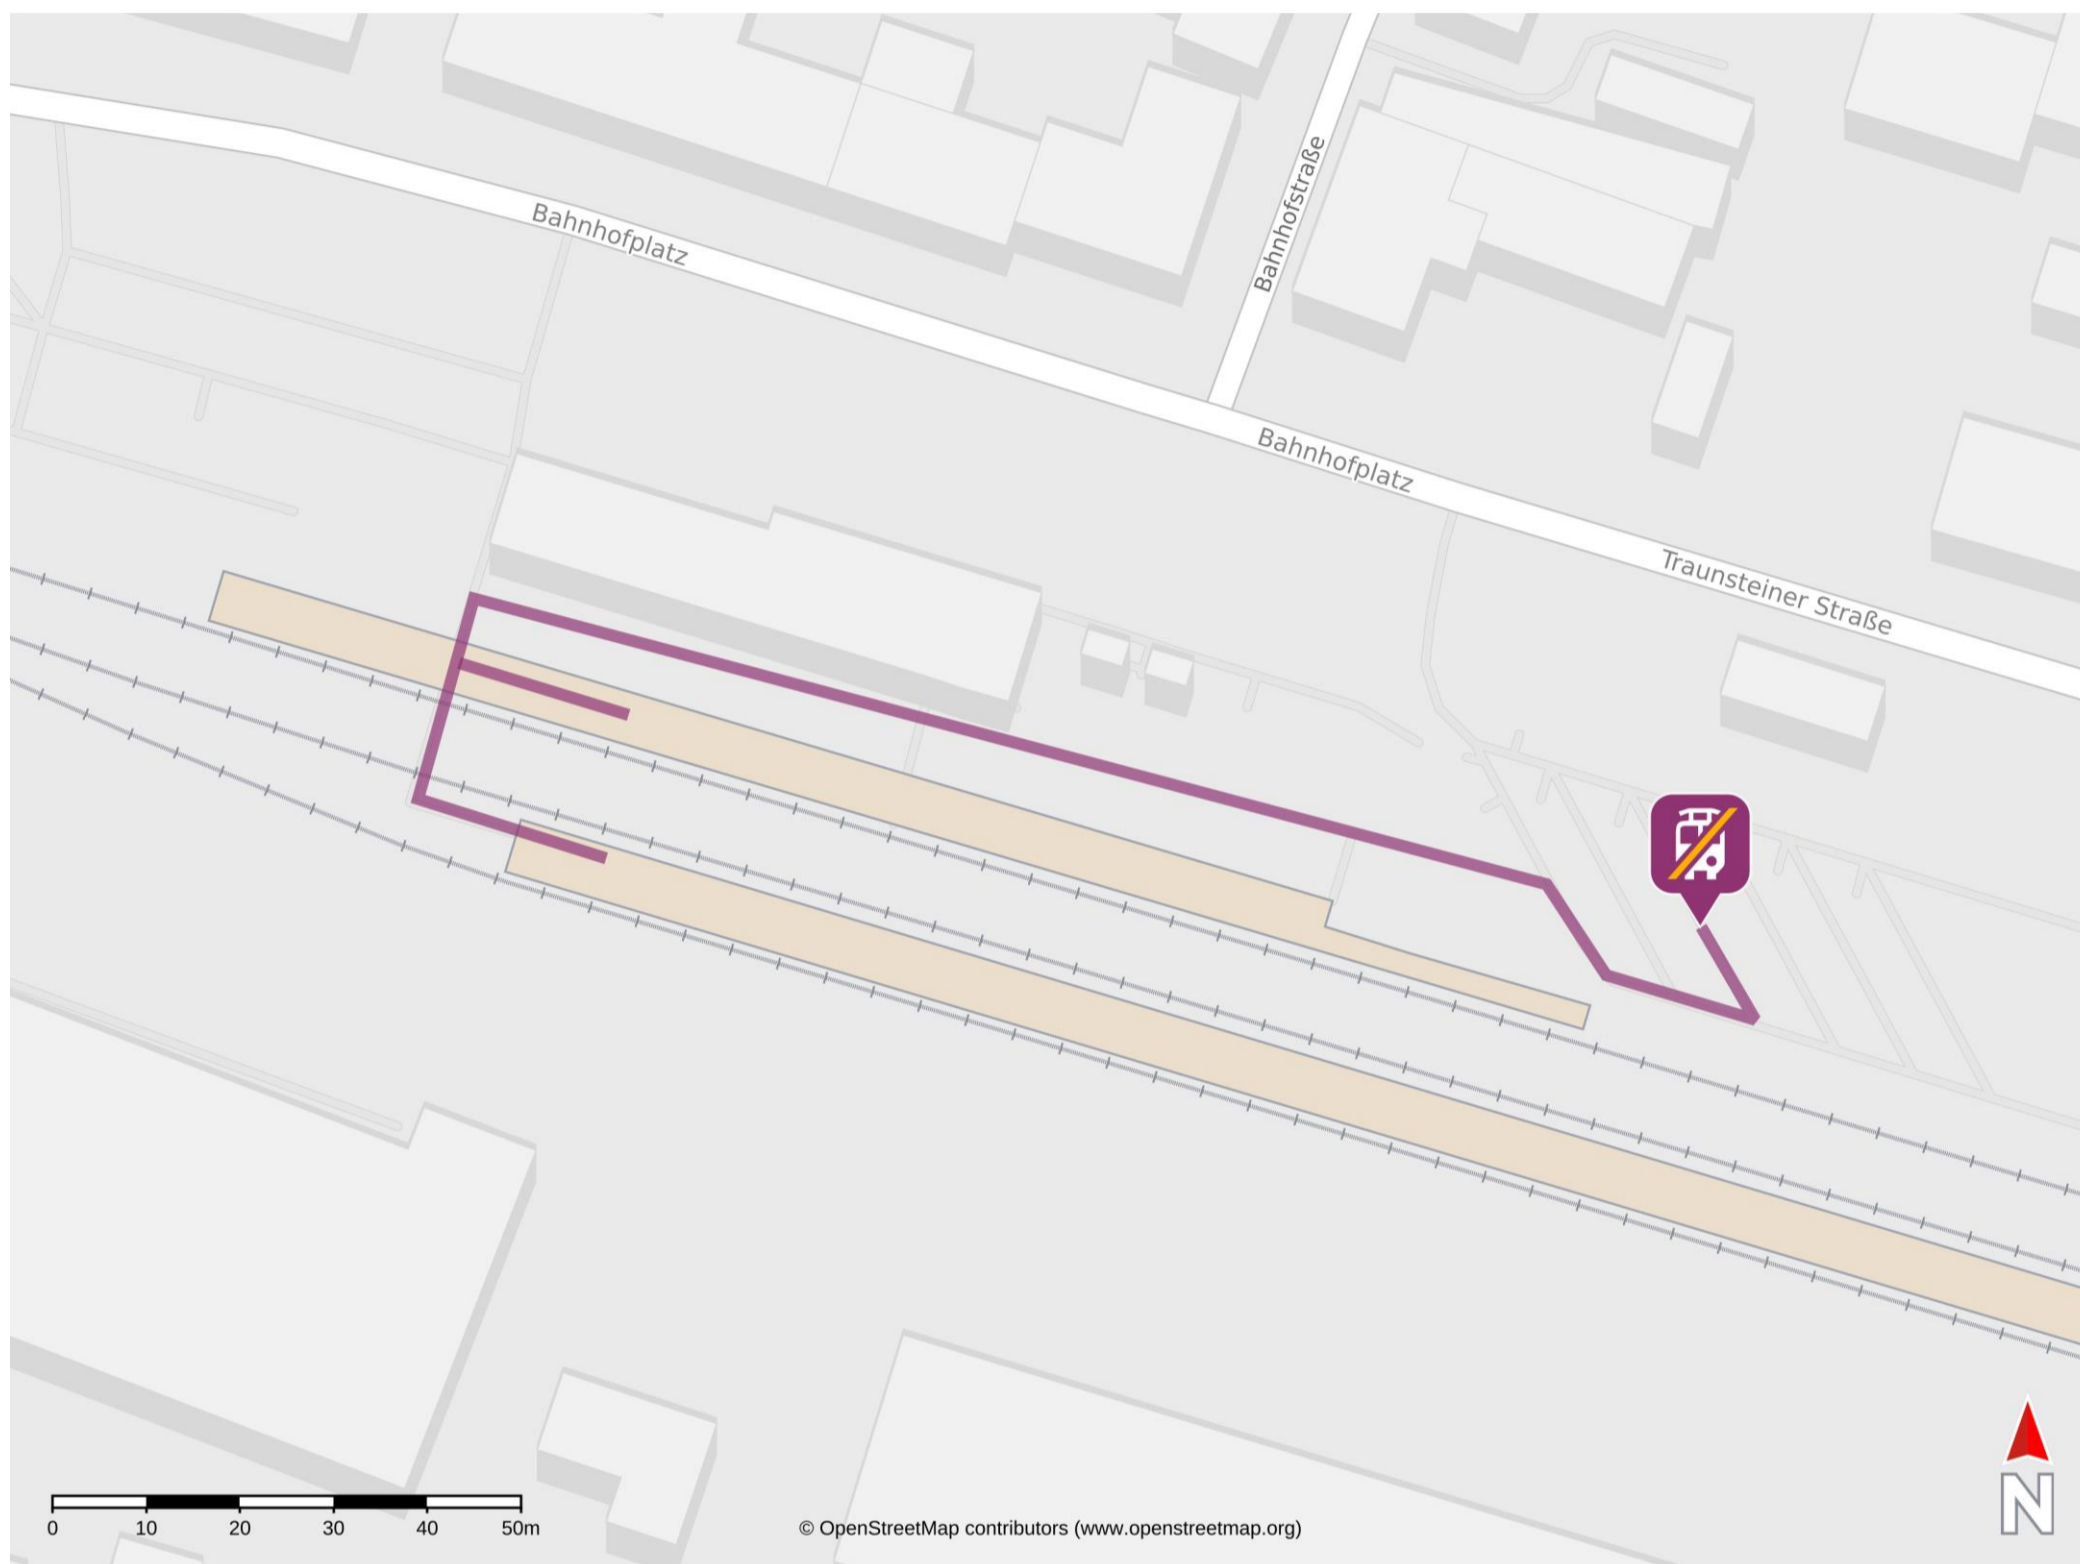 Bahnhofstraße
Bahnhofplatz
Bahnhofplatz
Traunsteiner Straße
N
0 10 20 30 40 50m
© OpenStreetMap contributors (www.openstreetmap.org)